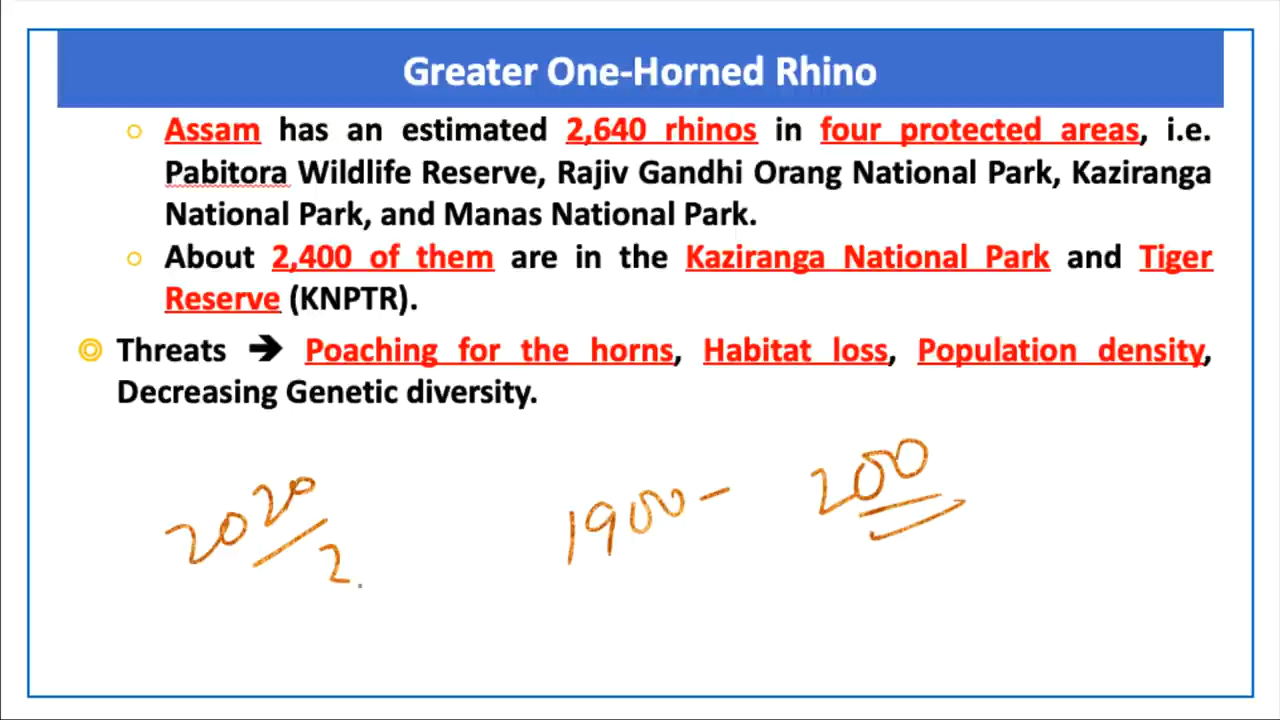 Greater One-Horned Rhino
Assam has an estimated 2,640 rhinos in four protected areas, i.e.
Pabitora Wildlife Reserve, Rajiv Gandhi Orang National Park, Kaziranga
National Park, and Manas National Park.
About 2,400 of them are in the Kaziranga National Park and Tiger
Reserve (KNPTR).
Threats ➔ Poaching for the horns, Habitat loss, Population density,
Decreasing Genetic diversity.
2020/2 1900 - 200